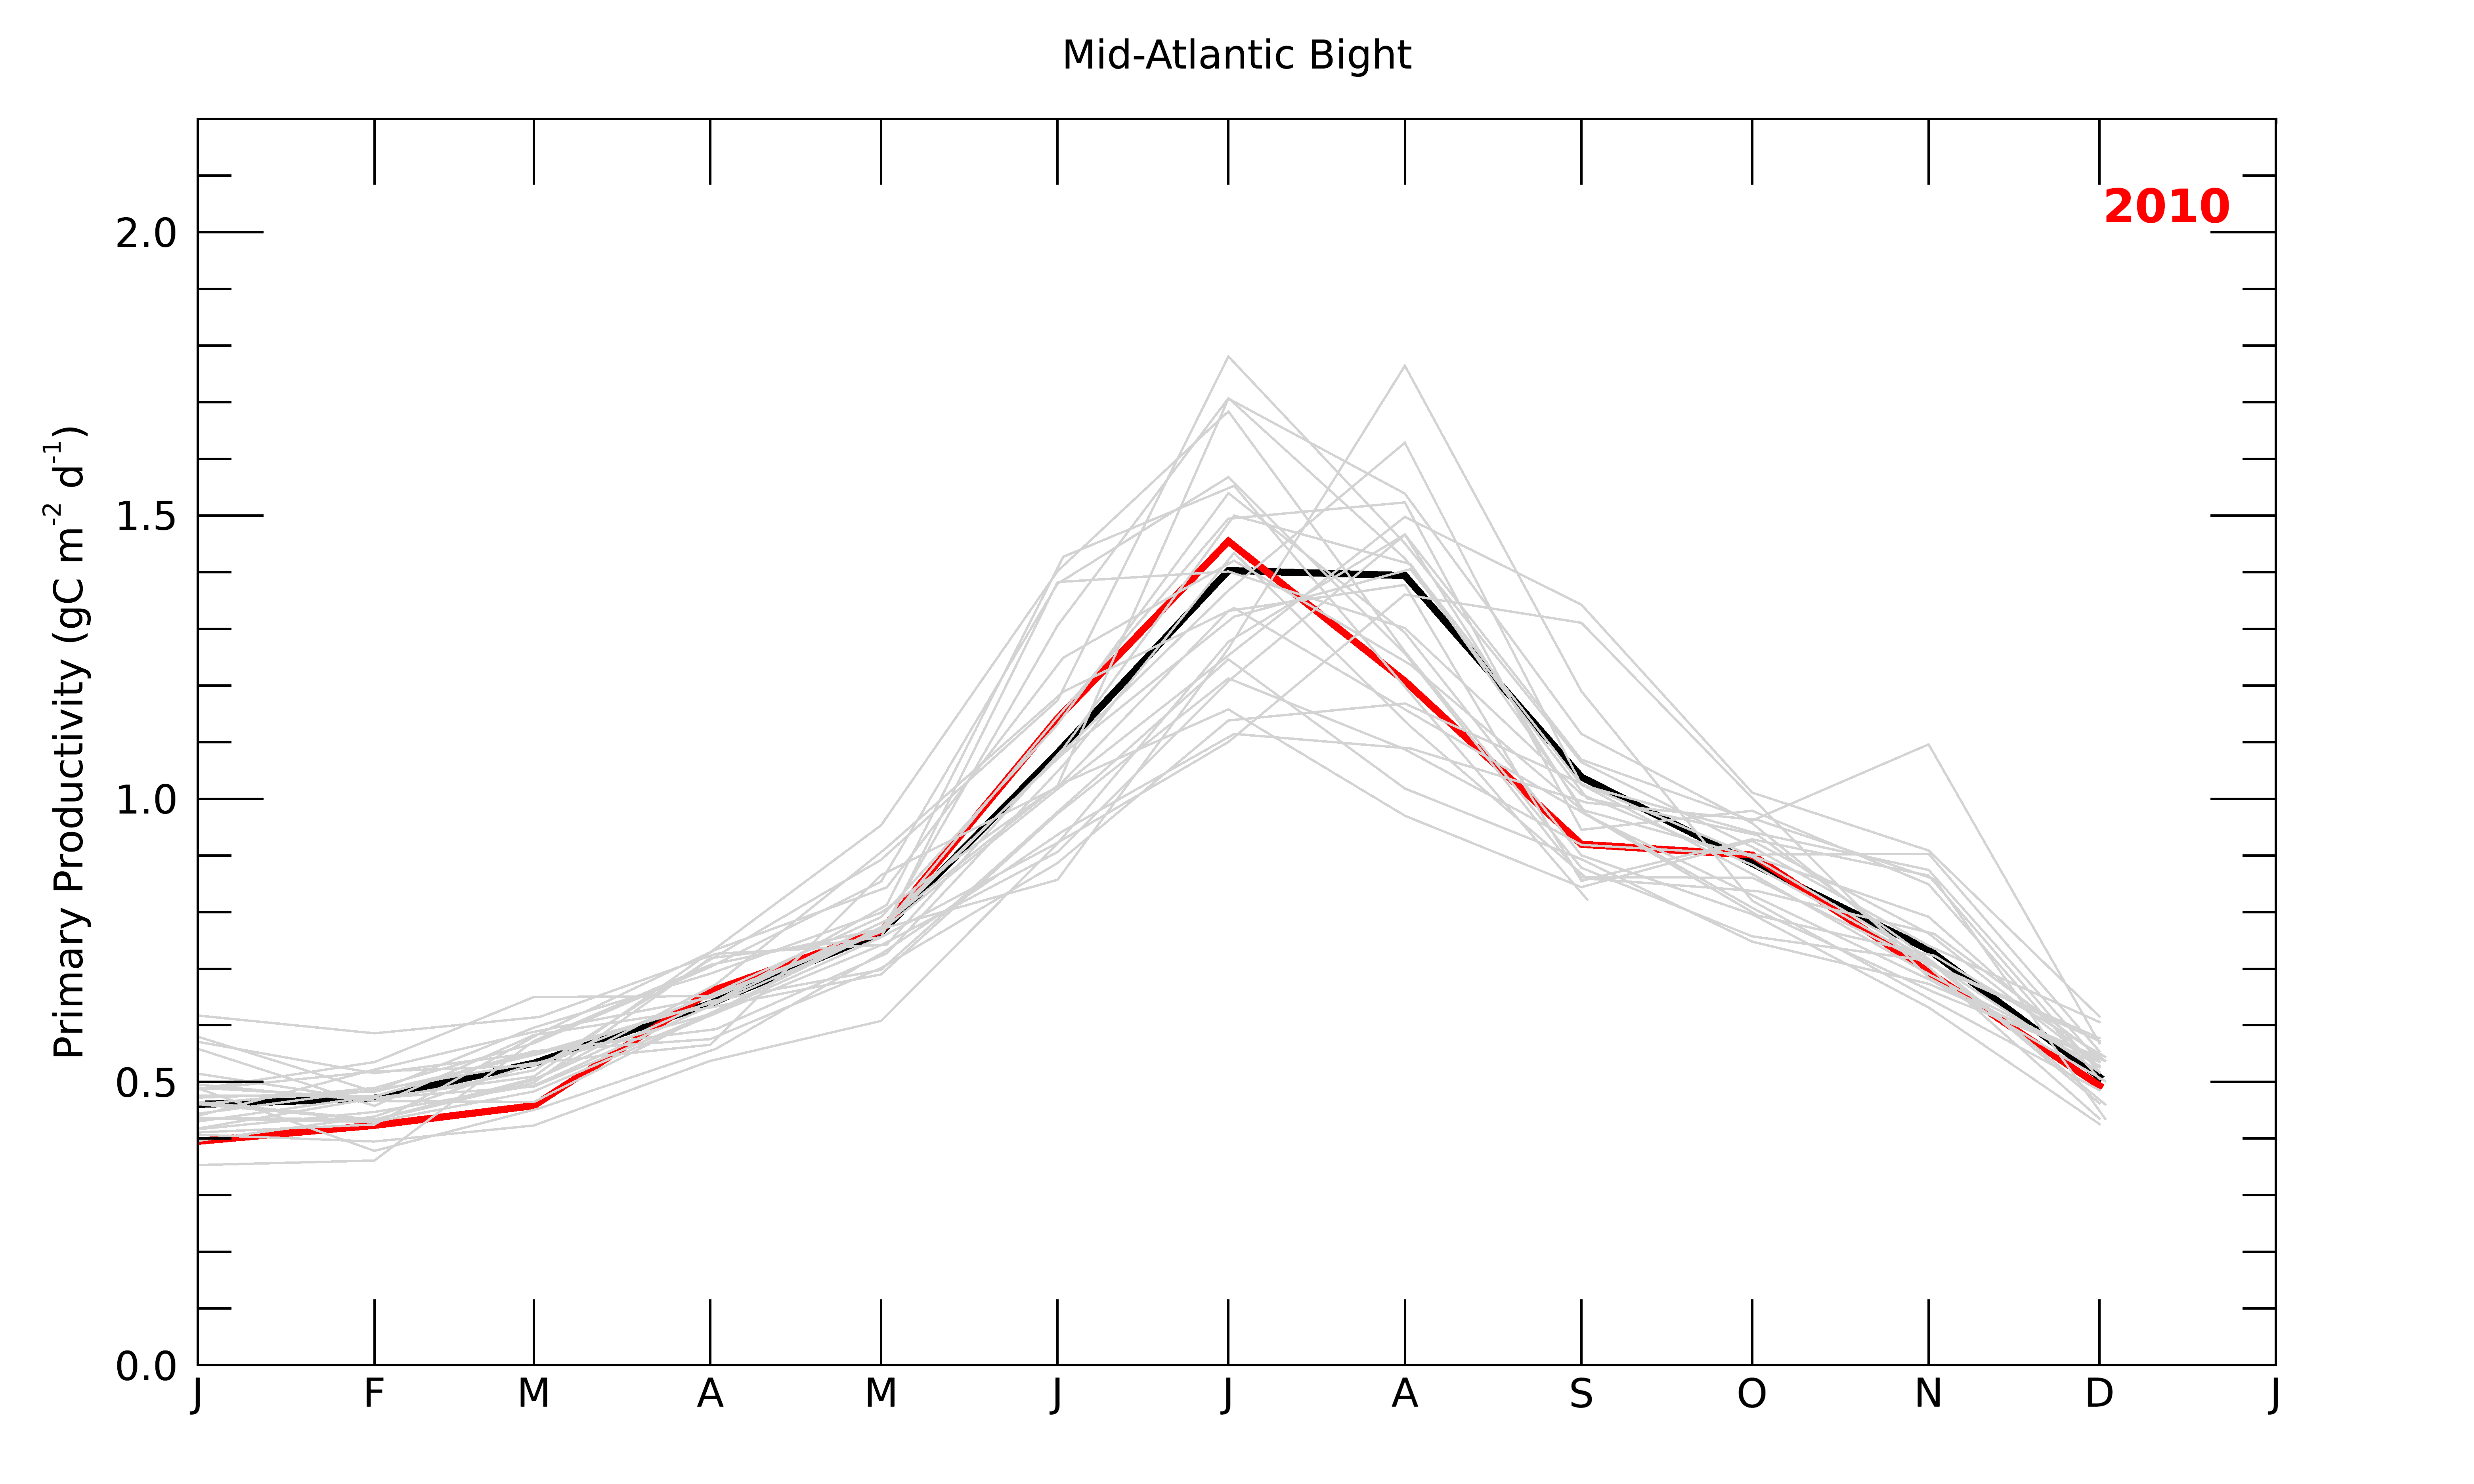 Mid-Atlantic Bight
2010
Primary Productivity (gC m⁻² d⁻¹)
2.0
1.5
1.0
0.5
0.0
J F M A M J J A S O N D J